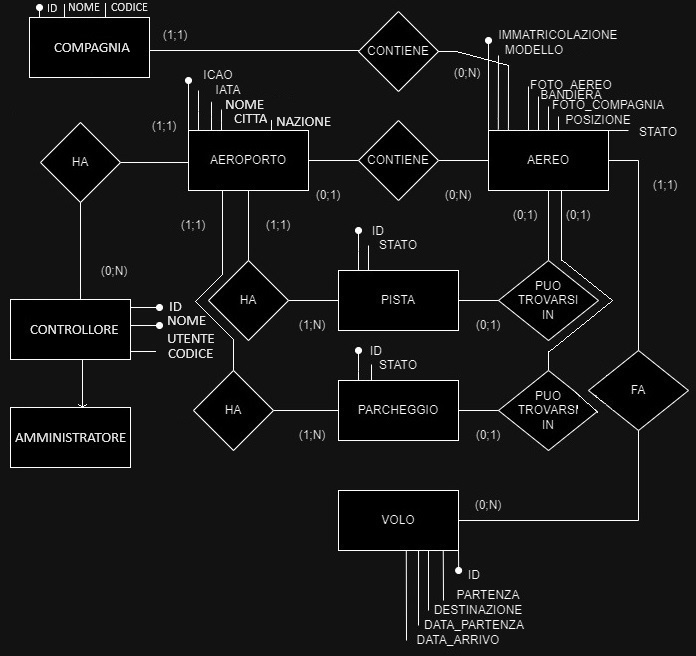 ID
NOME
CODICE
COMPAGNIA
(1;1)
CONTIENE
(0;N)
IMMATRICOLAZIONE
MODELLO
FOTO_AEREO
BANDIERA
FOTO_COMPAGNIA
POSIZIONE
STATO
ICAO
IATA
NOME
CITTA
NAZIONE
(1;1)
HA
AEROPORTO
CONTIENE
AEREO
(0;1)
(0;N)
(1;1)
(1;1)
(1;1)
(0;1)
(0;1)
ID
STATO
(0;N)
HA
PISTA
PUO
TROVARSI
IN
(1;N)
(0;1)
ID
NOME
UTENTE
CODICE
CONTROLLORE
ID
STATO
HA
PARCHEGGIO
PUO
TROVARSI
IN
FA
(1;N)
(0;1)
AMMINISTRATORE
VOLO
(0;N)
ID
PARTENZA
DESTINAZIONE
DATA_PARTENZA
DATA_ARRIVO